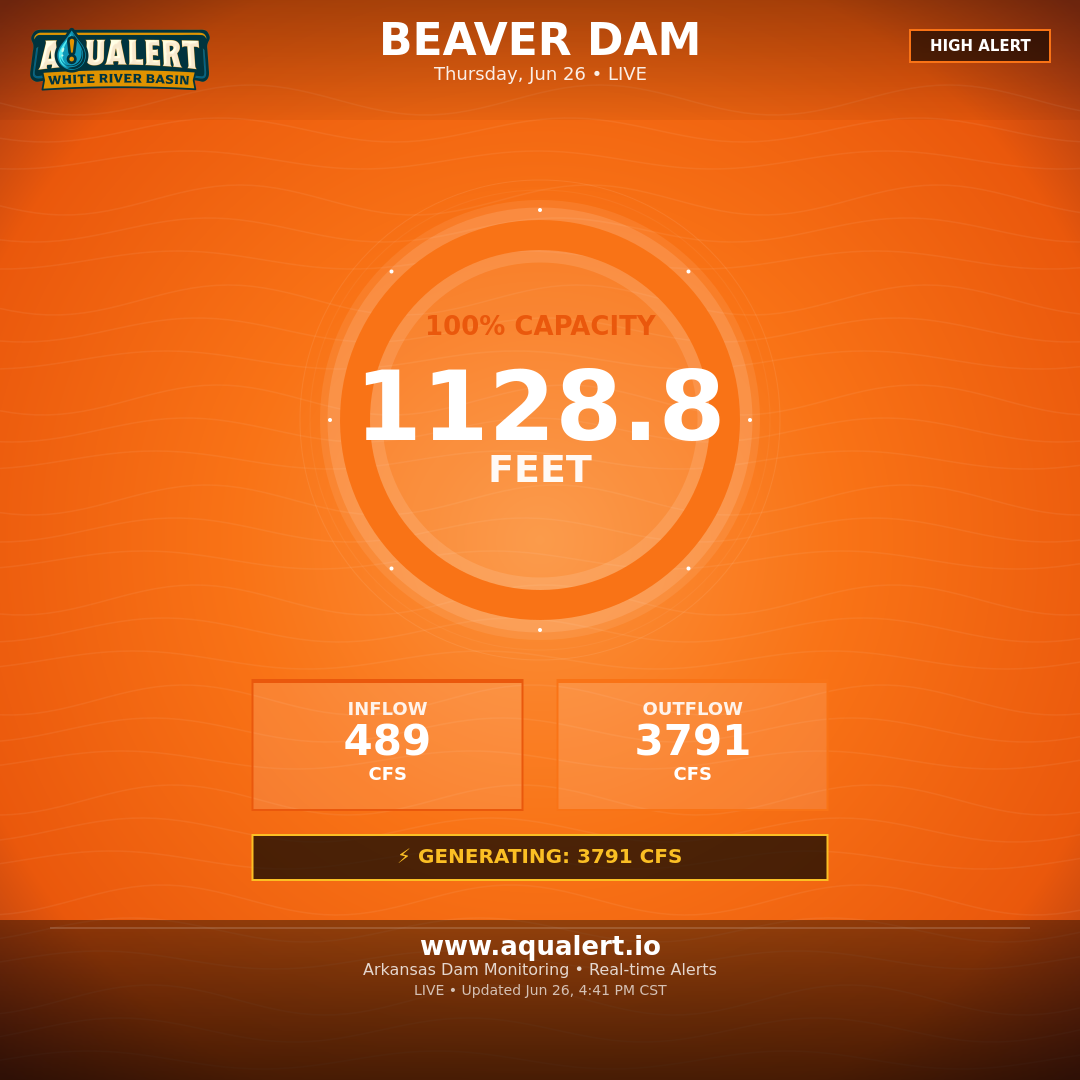 AQUALERT
WHITE RIVER BASIN
BEAVER DAM
Thursday, Jun 26 • LIVE
HIGH ALERT
100% CAPACITY
1128.8
FEET
INFLOW
489
CFS
OUTFLOW
3791
CFS
⚡ GENERATING: 3791 CFS
www.aqualert.io
Arkansas Dam Monitoring • Real-time Alerts
LIVE • Updated Jun 26, 4:41 PM CST